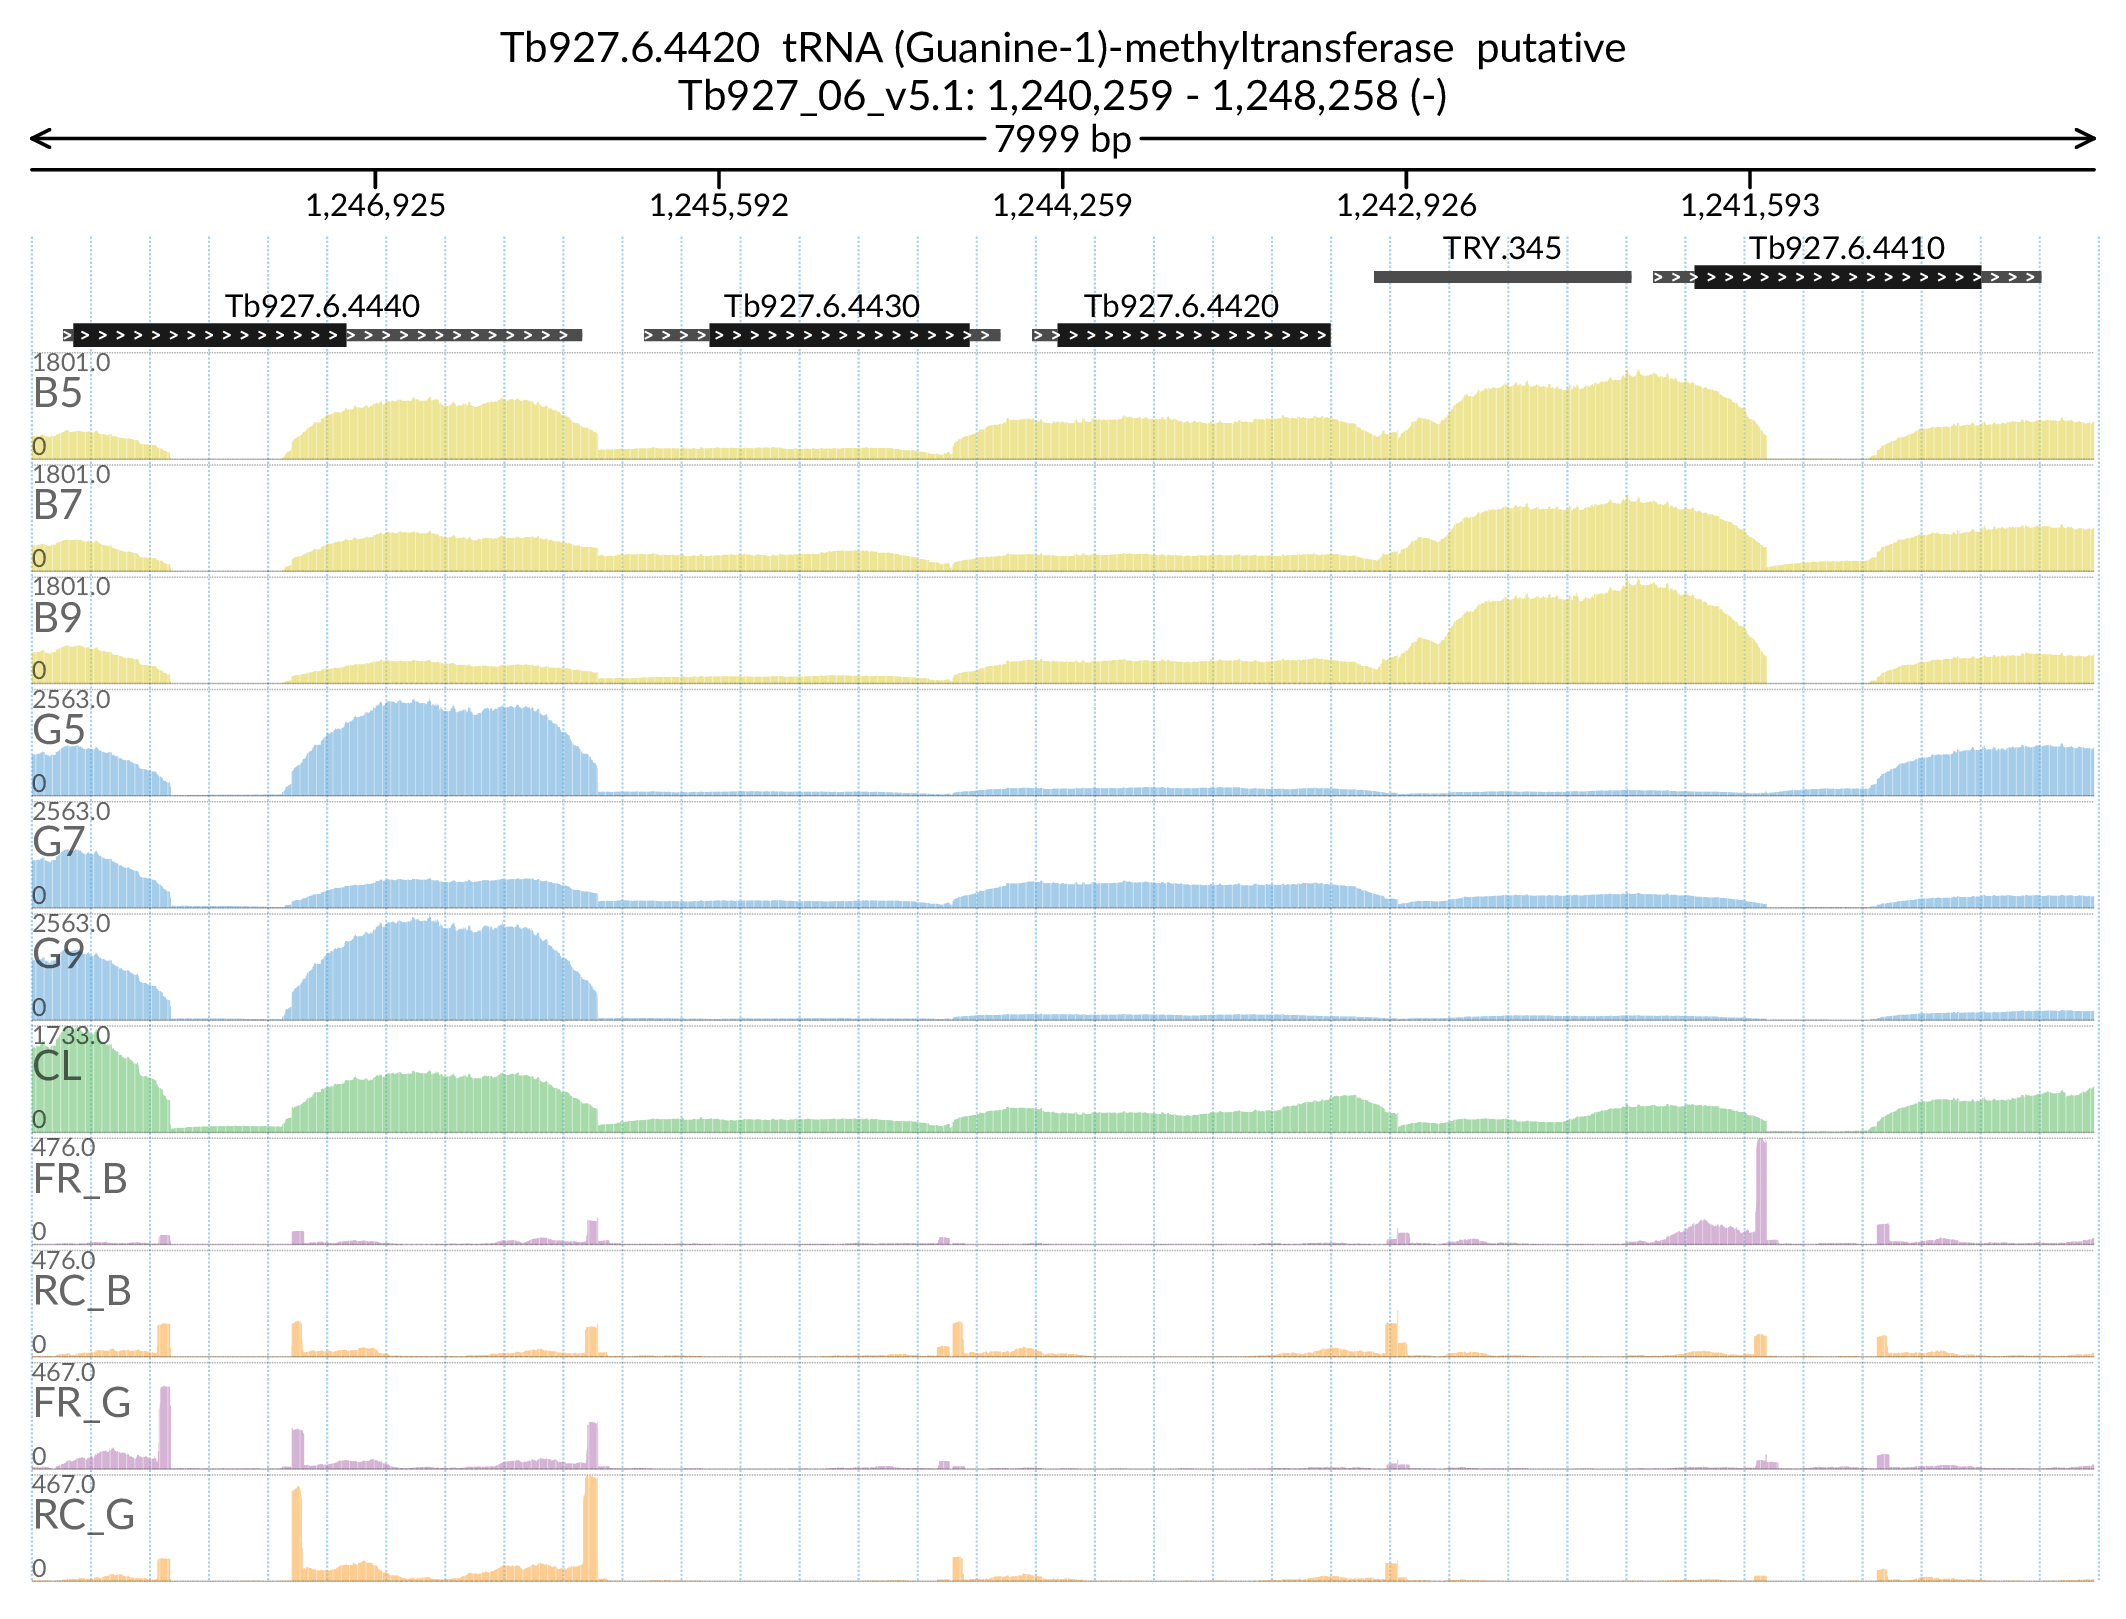 Tb927.6.4420 tRNA (Guanine-1)-methyltransferase putative
Tb927_06_v5.1: 1,240,259 - 1,248,258 (-)
7999 bp
1,246,925 1,245,592 1,244,259 1,242,926 1,241,593
TRY.345 Tb927.6.4410
Tb927.6.4440 Tb927.6.4430 Tb927.6.4420
1801.0
B5
0
1801.0
B7
0
1801.0
B9
0
2563.0
G5
0
2563.0
G7
0
2563.0
G9
0
1733.0
CL
0
476.0
FR_B
0
476.0
RC_B
0
467.0
FR_G
0
467.0
RC_G
0